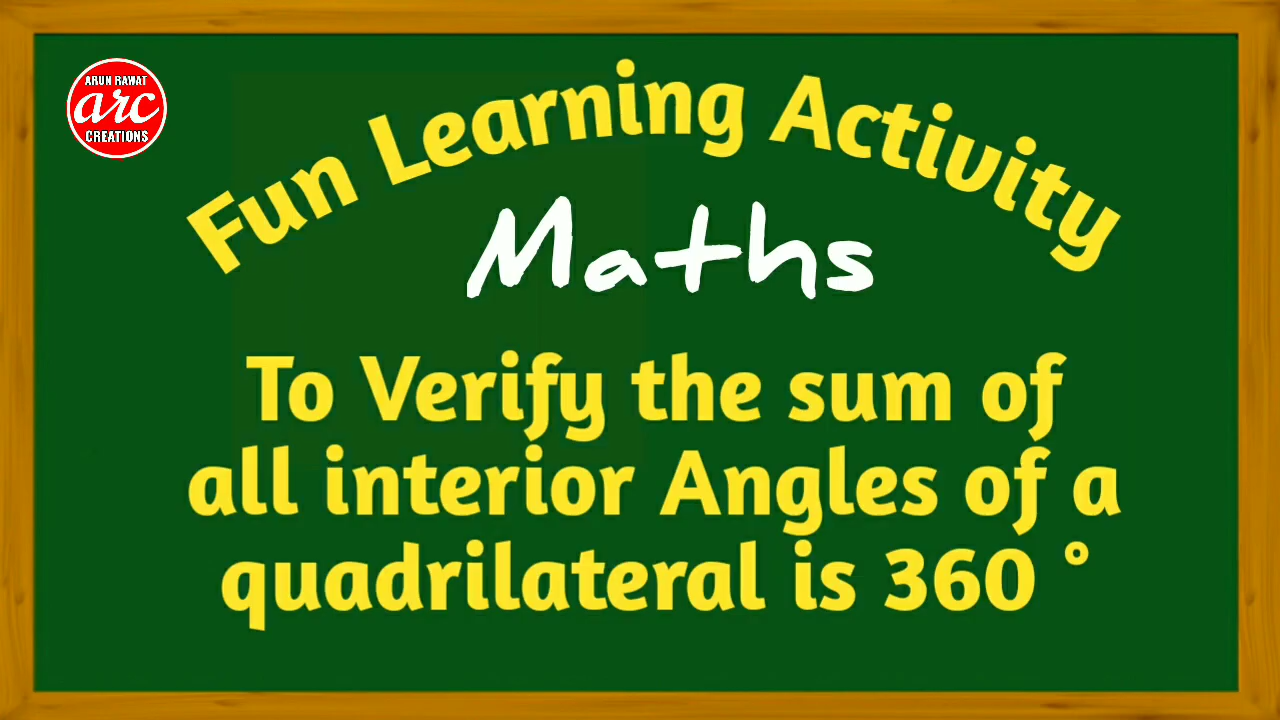 ARUN RAWAT
arc
CREATIONS
Fun Learning Activity
Maths
To Verify the sum of
all interior Angles of a
quadrilateral is 360 °